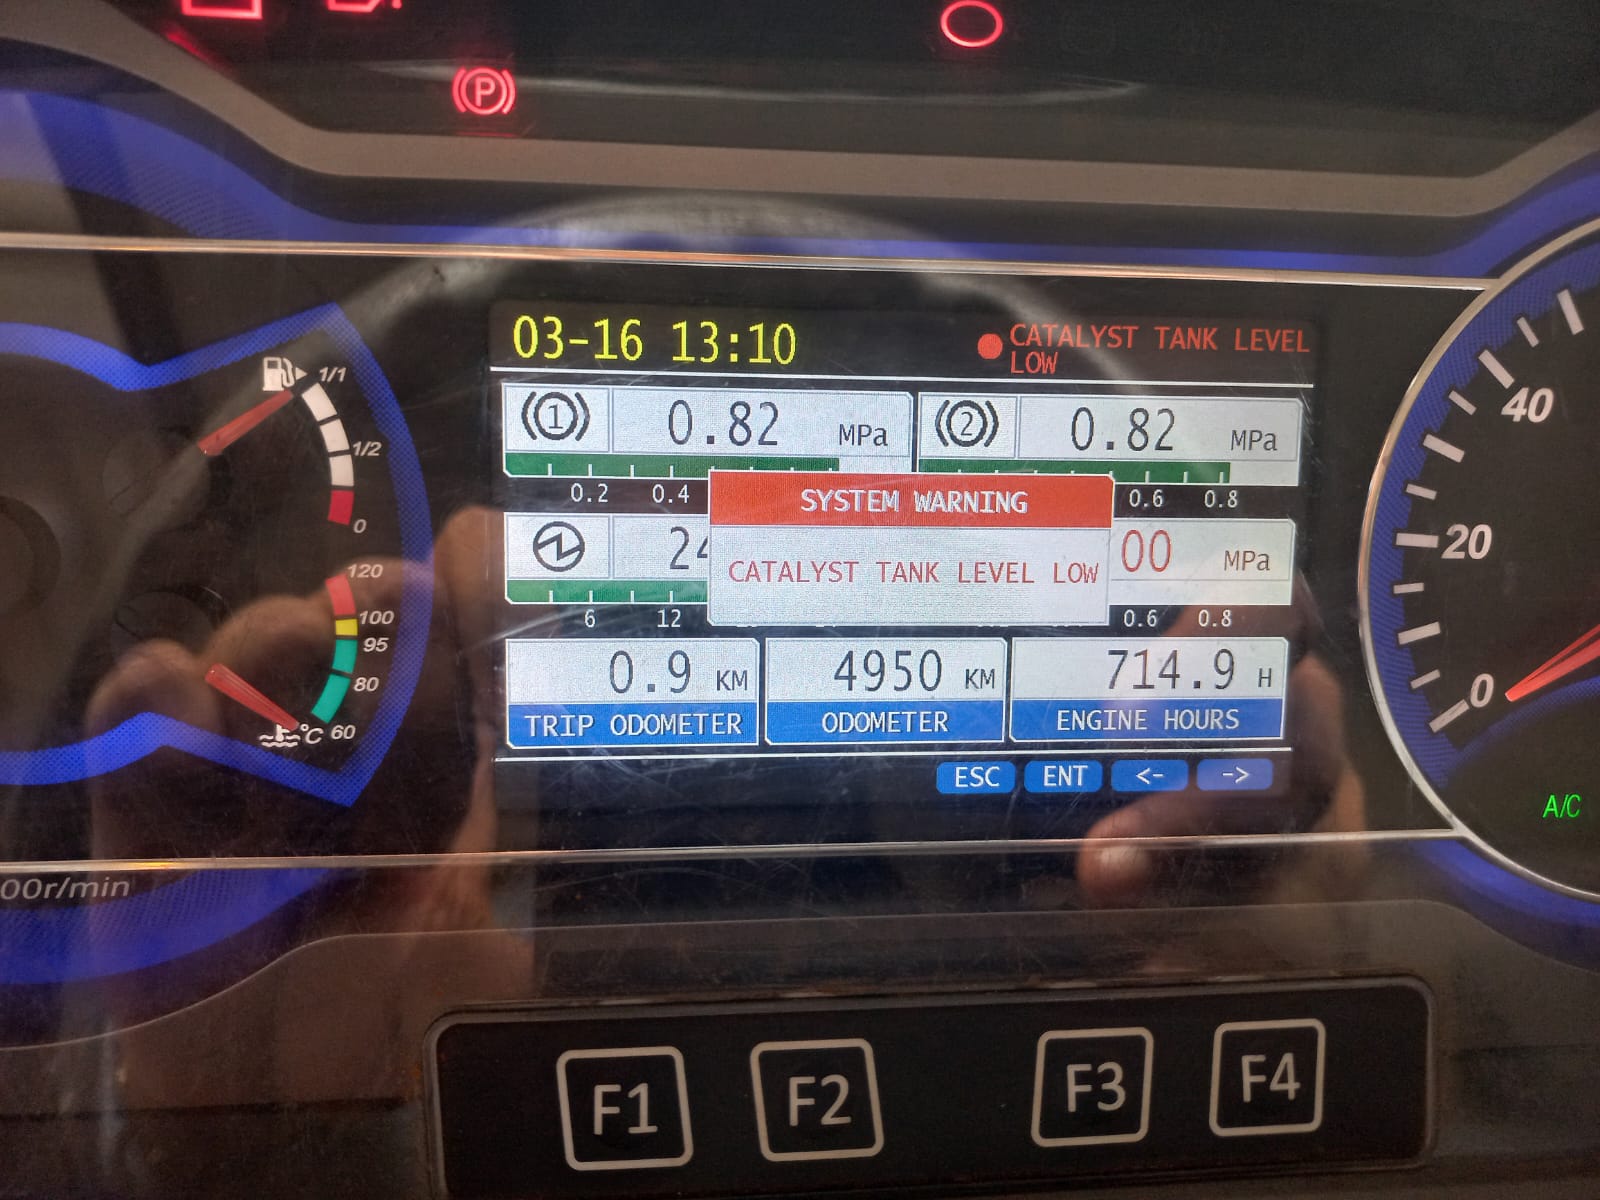 P
03-16 13:10
CATALYST TANK LEVEL
LOW
1 0.82 MPa
2 0.82 MPa
0.2 0.4
0.6 0.8
SYSTEM WARNING
CATALYST TANK LEVEL LOW
24
00 MPa
6 12
0.6 0.8
0.9 KM
4950 KM
714.9 H
TRIP ODOMETER
ODOMETER
ENGINE HOURS
ESC ENT <- ->
1/1
1/2
0
120
100
95
80
°C 60
00r/min
40
20
0
A/C
F1 F2 F3 F4